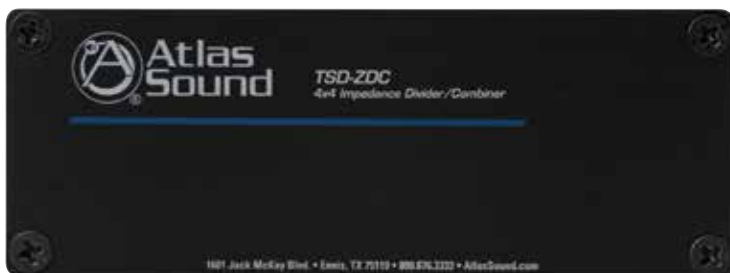 Atlas
Sound®
TSD-ZDC
4x4 Impedance Divider/Combiner
1601 Jack McKay Blvd. • Ennis, TX 75119 • 800.876.3333 • AtlasSound.com